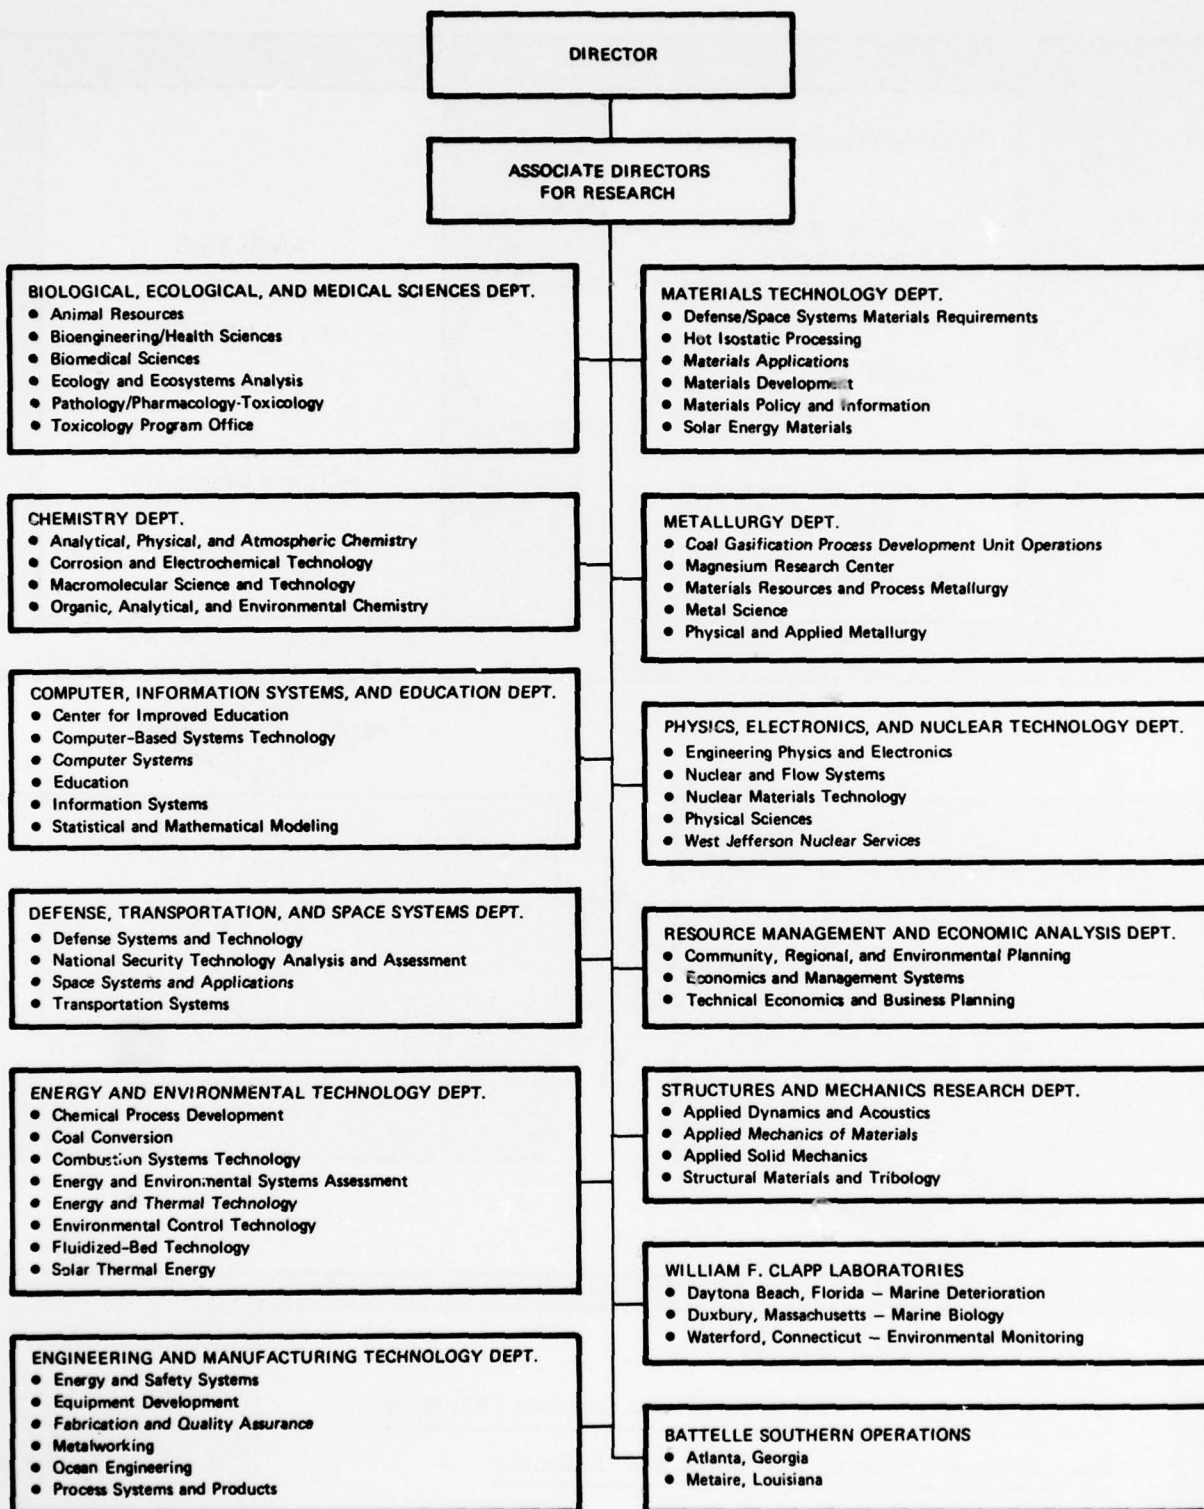 DIRECTOR
ASSOCIATE DIRECTORS
FOR RESEARCH
BIOLOGICAL, ECOLOGICAL, AND MEDICAL SCIENCES DEPT.
● Animal Resources
● Bioengineering/Health Sciences
● Biomedical Sciences
● Ecology and Ecosystems Analysis
● Pathology/Pharmacology-Toxicology
● Toxicology Program Office
CHEMISTRY DEPT.
● Analytical, Physical, and Atmospheric Chemistry
● Corrosion and Electrochemical Technology
● Macromolecular Science and Technology
● Organic, Analytical, and Environmental Chemistry
COMPUTER, INFORMATION SYSTEMS, AND EDUCATION DEPT.
● Center for Improved Education
● Computer-Based Systems Technology
● Computer Systems
● Education
● Information Systems
● Statistical and Mathematical Modeling
DEFENSE, TRANSPORTATION, AND SPACE SYSTEMS DEPT.
● Defense Systems and Technology
● National Security Technology Analysis and Assessment
● Space Systems and Applications
● Transportation Systems
ENERGY AND ENVIRONMENTAL TECHNOLOGY DEPT.
● Chemical Process Development
● Coal Conversion
● Combustion Systems Technology
● Energy and Environmental Systems Assessment
● Energy and Thermal Technology
● Environmental Control Technology
● Fluidized-Bed Technology
● Solar Thermal Energy
ENGINEERING AND MANUFACTURING TECHNOLOGY DEPT.
● Energy and Safety Systems
● Equipment Development
● Fabrication and Quality Assurance
● Metalworking
● Ocean Engineering
● Process Systems and Products
MATERIALS TECHNOLOGY DEPT.
● Defense/Space Systems Materials Requirements
● Hot Isostatic Processing
● Materials Applications
● Materials Development
● Materials Policy and Information
● Solar Energy Materials
METALLURGY DEPT.
● Coal Gasification Process Development Unit Operations
● Magnesium Research Center
● Materials Resources and Process Metallurgy
● Metal Science
● Physical and Applied Metallurgy
PHYSICS, ELECTRONICS, AND NUCLEAR TECHNOLOGY DEPT.
● Engineering Physics and Electronics
● Nuclear and Flow Systems
● Nuclear Materials Technology
● Physical Sciences
● West Jefferson Nuclear Services
RESOURCE MANAGEMENT AND ECONOMIC ANALYSIS DEPT.
● Community, Regional, and Environmental Planning
● Economics and Management Systems
● Technical Economics and Business Planning
STRUCTURES AND MECHANICS RESEARCH DEPT.
● Applied Dynamics and Acoustics
● Applied Mechanics of Materials
● Applied Solid Mechanics
● Structural Materials and Tribology
WILLIAM F. CLAPP LABORATORIES
● Daytona Beach, Florida – Marine Deterioration
● Duxbury, Massachusetts – Marine Biology
● Waterford, Connecticut – Environmental Monitoring
BATTELLE SOUTHERN OPERATIONS
● Atlanta, Georgia
● Metaire, Louisiana